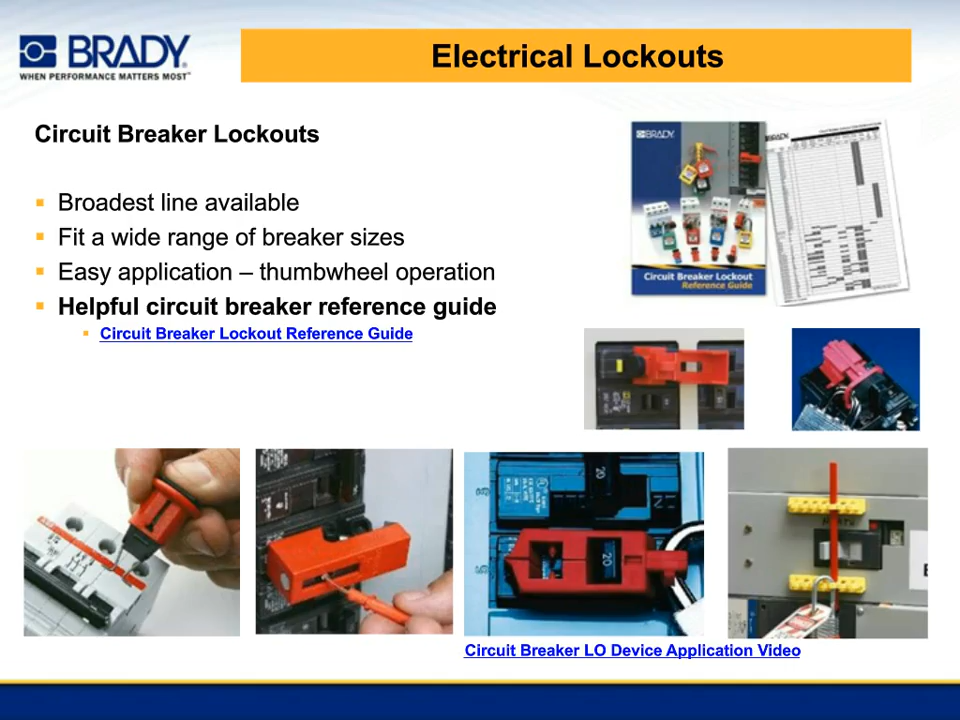 BRADY
WHEN PERFORMANCE MATTERS MOST™
Electrical Lockouts
Circuit Breaker Lockouts
Broadest line available
Fit a wide range of breaker sizes
Easy application – thumbwheel operation
Helpful circuit breaker reference guide
Circuit Breaker Lockout Reference Guide
BRADY
Circuit Breaker Lockout
Reference Guide
BRADY
20
20
Circuit Breaker LO Device Application Video